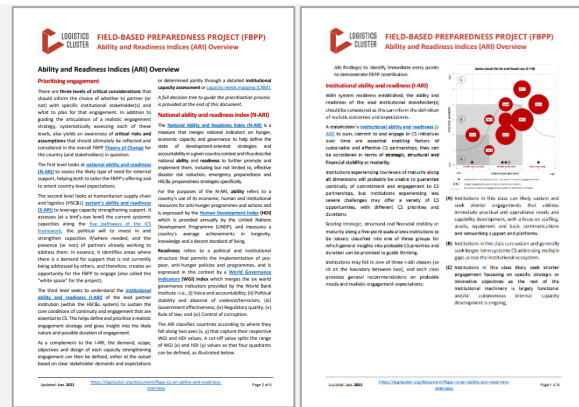 LOGISTICS
CLUSTER
FIELD-BASED PREPAREDNESS PROJECT (FBPP)
Ability and Readiness Indices (ARI) Overview
Ability and Readiness Indices (ARI) Overview
Prioritising engagement
There are three levels of critical considerations that
should inform the choice of whether to partner (or
not) with specific institutional stakeholder(s) and
what to plan for that engagement. In addition to
guiding the articulation of a realistic engagement
strategy, systematically assessing each of these
levels, also yields an awareness of critical risks and
assumptions that should ultimately be reflected and
considered in the overall FBPP Theory of Change for
the country (and stakeholders) in question.
The first level looks at national ability and readiness
(N-ARI) to assess the likely type of need for external
support, helping both to tailor the FBPP's offering and
to orient country-level expectations.
The second level looks at humanitarian supply-chain
and logistics (HSC&L) system's ability and readiness
(S-ARI) to leverage capacity strengthening support. It
assesses (at a bird's-eye) the current systemic
capacities along the five pathways of the ICS
framework, the political will to invest in and
strengthen capacities if/where needed, and the
presence (or not) of partners already working to
address them. In essence, it identifies areas where
there is a demand for support that is not currently
being addressed by others, and therefore, creates an
opportunity for the FBPP to engage (also called the
"white space" for the project).
The third level seeks to understand the institutional
ability and readiness (I-ARI) of the lead partner
institution (within the HSC&L system) to sustain the
core conditions of continuity and engagement that are
essential to CS. This helps define and prioritise a realistic
engagement strategy and gives insight into the likely
nature and possible duration of engagement.
As a complement to the I-ARI, the demand, scope,
objectives and design of each capacity strengthening
engagement can then be defined, either at the outset
based on clear stakeholder demands and expectations
or determined jointly through a detailed institutional
capacity assessment or capacity needs mapping (CNM).
A full decision tree to guide the prioritisation process
is provided at the end of this document.
National ability and readiness index (N-ARI)
The National Ability and Readiness Index (N-ARI) is a
measure that merges national indicators on hunger,
economic capacity and governance to help define the
state of development-oriented strategies and
accountability in a given country context and thus describe
national ability and readiness to further promote and
implement them, including but not limited to, effective
disaster risk reduction, emergency preparedness and
HSC&L preparedness strategies specifically.
For the purposes of the N-ARI, ability refers to a
country's use of its economic, human and institutional
resources for anti-hunger programmes and actions and
is expressed by the Human Development Index (HDI)
which is provided annually by the United Nations
Development Programme (UNDP), and measures a
country's average achievements in longevity,
knowledge and a decent standard of living.
Readiness refers to a political and institutional
structure that permits the implementation of pro-
poor, anti-hunger policies and programmes, and is
expressed in this context by a World Governance
Indicators (WGI) index which merges the six world
governance indicators provided by the World Bank
Institute
(i) Voice and accountability; (ii) Political
stability and absence of violence/terrorism; (iii)
Government effectiveness; (iv) Regulatory quality; (v)
Rule of law; and (vi) Control of corruption.
The ARI classifies countries according to where they
fall along two axes (x, y) that capture their respective
WGI and HDI values. A cut-off value splits the range
of WGI (x) and HDI (y) values so that four quadrants
can be defined, as illustrated below.
Updated: Jan. 2021
Page 2 of 6
LOGISTICS
CLUSTER
FIELD-BASED PREPAREDNESS PROJECT (FBPP)
Ability and Readiness Indices (ARI) Overview
ARI findings) to identify immediate entry points
to demonstrate FBPP contribution.
Institutional ability and readiness (I-ARI)
With system readiness established, the ability and
readiness of the lead institutional stakeholder(s)
should be considered as this can inform the definition
of realistic outcomes and expectations.
A stakeholder's institutional ability and readiness (I-
ARI) to own, commit to and engage in CS initiatives
over time are essential enabling factors of
sustainable and effective CS partnerships; they can
be considered in terms of strategic, structural and
financial stability or maturity.
Institutions experiencing low levels of maturity along
all dimensions will probably be unable to guarantee
continuity of commitment and engagement to CS
partnerships, but institutions experiencing less
severe challenges may offer a variety of CS
opportunities, with different CS priorities and
durations.
Scoring strategic, structural and financial stability or
maturity along a five-point scale allows institutions to
be loosely classified into one of three groups for
which general insights into probable CS priorities and
duration can be provided to guide thinking.
Institutions may fall in one of three I-ARI classes (or
sit on the boundary between two), and each class
provides general recommendations on probable
needs and realistic engagement expectations:
(A) Institutions in this class can likely sustain and
seek shorter engagements that address
immediate practical and operational needs and
capability development, with a focus on staffing,
assets, equipment and basic communications
and networking support and platforms.
(B) Institutions in this class can sustain and generally
seek longer-term systemic CS addressing multiple
gaps across the institutional ecosystem.
(C) Institutions in this class likely seek shorter
engagement focussing on specific strategic or
innovative objectives as the rest of the
institutional machinery is largely functional
and/or autonomous internal capacity
development is ongoing.
Updated: Jan. 2021